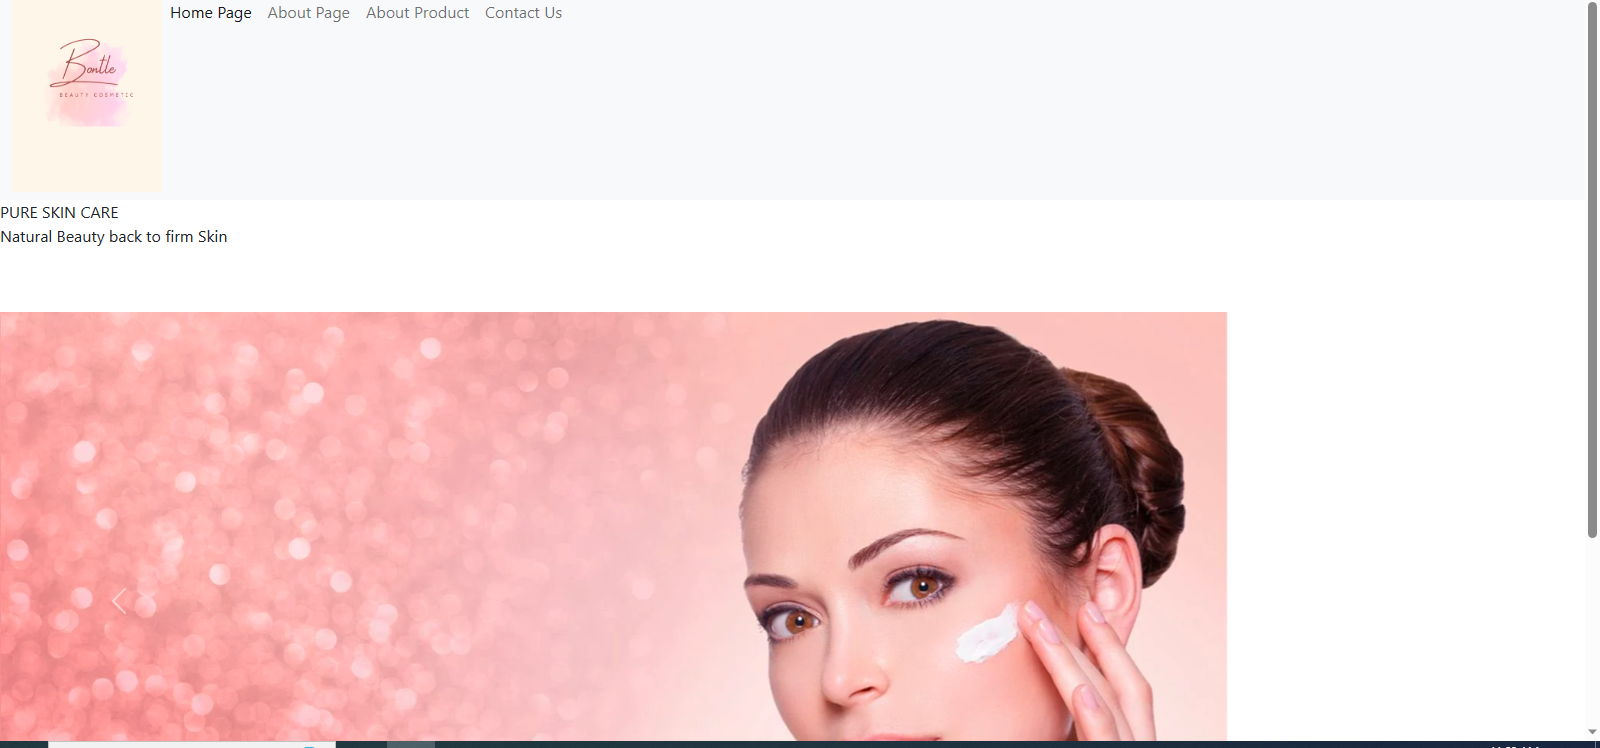 Home Page About Page About Product Contact Us
Bontle
BEAUTY COSMETIC
PURE SKIN CARE
Natural Beauty back to firm Skin